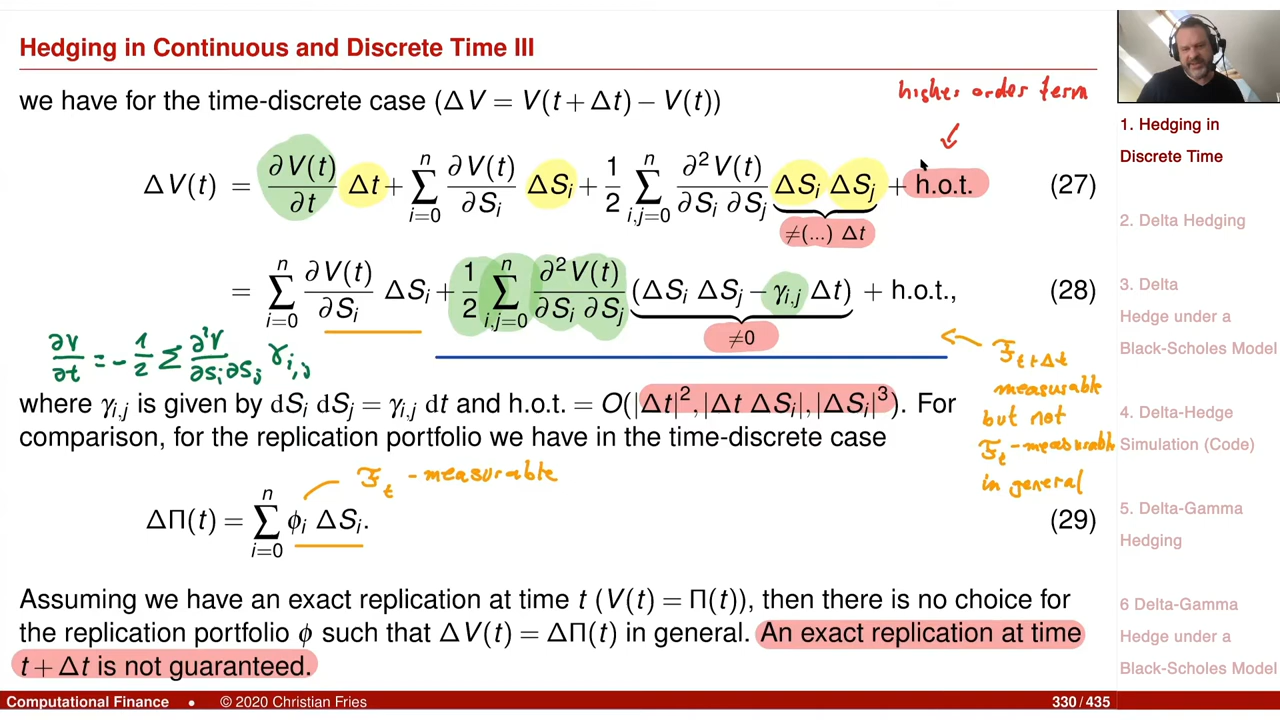 Hedging in Continuous and Discrete Time III
we have for the time-discrete case (ΔV = V(t+Δt) − V(t))
higher order term
ΔV(t) = ∂V(t)/∂t Δt + ∑_{i=0}^{n} ∂V(t)/∂S_i ΔS_i + 1/2 ∑_{i,j=0}^{n} ∂²V(t)/∂S_i ∂S_j ΔS_i ΔS_j + h.o.t. (27)
≠(...) Δt
= ∑_{i=0}^{n} ∂V(t)/∂S_i ΔS_i + 1/2 ∑_{i,j=0}^{n} ∂²V(t)/∂S_i ∂S_j (ΔS_i ΔS_j − γ_{i,j} Δt) + h.o.t., (28)
≠0
∂V/∂t = −1/2 ∑ ∂²V/∂S_i∂S_j γ_{i,j}
F_{t+Δt}
measurable
but not
F_t-measurable
in general
where γ_{i,j} is given by dS_i dS_j = γ_{i,j} dt and h.o.t. = O(|Δt|², |Δt ΔS_i|, |ΔS_i|³). For
comparison, for the replication portfolio we have in the time-discrete case
F_t-measurable
ΔΠ(t) = ∑_{i=0}^{n} ϕ_i ΔS_i. (29)
Assuming we have an exact replication at time t (V(t) = Π(t)), then there is no choice for
the replication portfolio ϕ such that ΔV(t) = ΔΠ(t) in general. An exact replication at time
t+Δt is not guaranteed.
1. Hedging in
Discrete Time
2. Delta Hedging
3. Delta
Hedge under a
Black-Scholes Model
4. Delta-Hedge
Simulation (Code)
5. Delta-Gamma
Hedging
6 Delta-Gamma
Hedge under a
Black-Scholes Model
Computational Finance • © 2020 Christian Fries 330/435